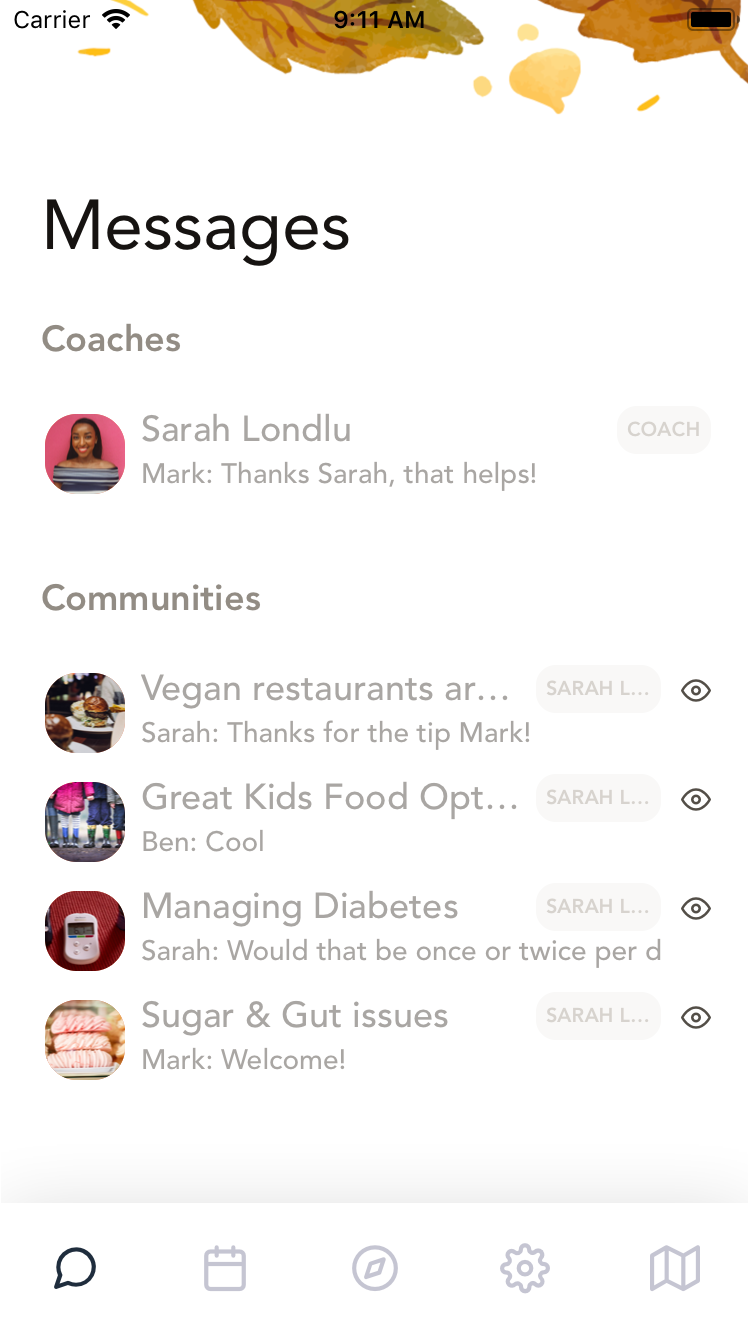 Carrier 9:11 AM
Messages
Coaches
Sarah Londlu COACH
Mark: Thanks Sarah, that helps!
Communities
Vegan restaurants ar... SARAH L...
Sarah: Thanks for the tip Mark!
Great Kids Food Opt... SARAH L...
Ben: Cool
Managing Diabetes SARAH L...
Sarah: Would that be once or twice per d
Sugar & Gut issues SARAH L...
Mark: Welcome!